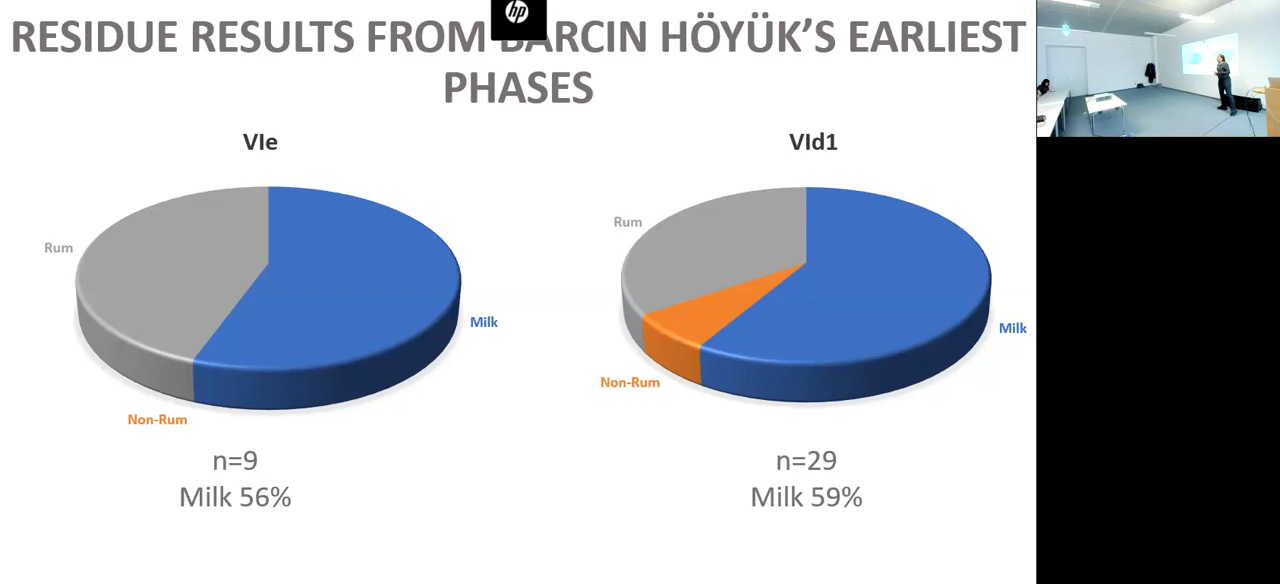 hp
RESIDUE RESULTS FROM BARCIN HÖYÜK'S EARLIEST
PHASES
VIe
Rum
Milk
Non-Rum
n=9
Milk 56%
VId1
Rum
Milk
Non-Rum
n=29
Milk 59%